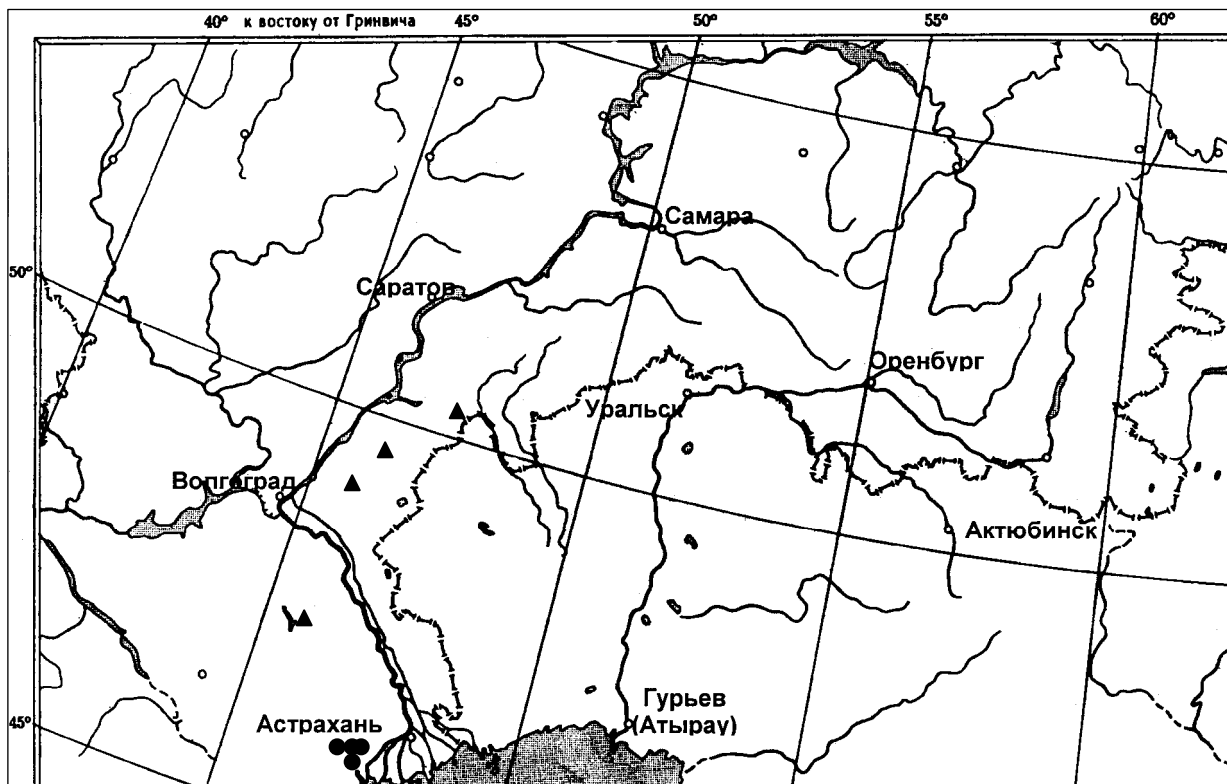 40° к востоку от Гринвича 45° 50° 55° 60°
Самара
50°
Саратов
Оренбург
Уральск
Волгоград
Актюбинск
Гурьев
(Атырау)
Астрахань
45°